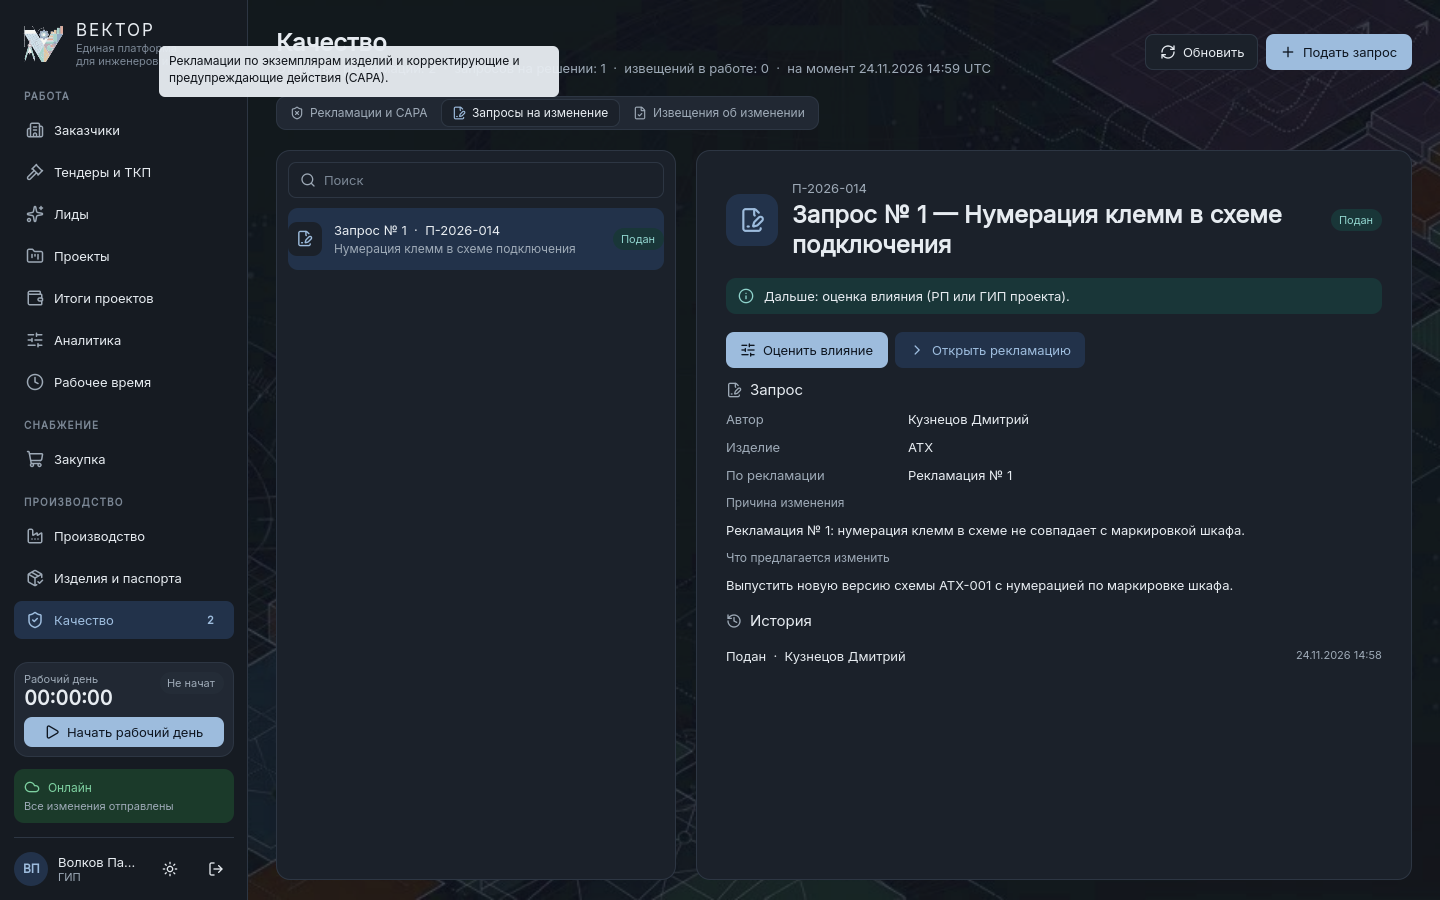 ВЕКТОР
Единая платфор
для инженеров
РАБОТА
Заказчики
Тендеры и ТКП
Лиды
Проекты
Итоги проектов
Аналитика
Рабочее время
СНАБЖЕНИЕ
Закупка
ПРОИЗВОДСТВО
Производство
Изделия и паспорта
Качество 2
Рабочий день
Не начат
00:00:00
Начать рабочий день
Онлайн
Все изменения отправлены
ВП
Волков Па...
ГИП
Качество
Рекламации по экземплярам изделий и корректирующие и
предупреждающие действия (CAPA).
1 · извещений в работе: 0 · на момент 24.11.2026 14:59 UTC
Обновить
Подать запрос
Рекламации и CAPA
Запросы на изменение
Извещения об изменении
Поиск
Запрос № 1 · П-2026-014
Нумерация клемм в схеме подключения
Подан
П-2026-014
Запрос № 1 — Нумерация клемм в схеме
подключения
Подан
Дальше: оценка влияния (РП или ГИП проекта).
Оценить влияние
Открыть рекламацию
Запрос
Автор Кузнецов Дмитрий
Изделие АТХ
По рекламации Рекламация № 1
Причина изменения
Рекламация № 1: нумерация клемм в схеме не совпадает с маркировкой шкафа.
Что предлагается изменить
Выпустить новую версию схемы АТХ-001 с нумерацией по маркировке шкафа.
История
Подан · Кузнецов Дмитрий 24.11.2026 14:58